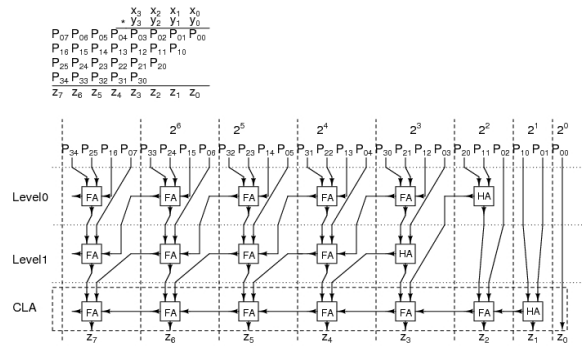 x3 x2 x1 x0
* y3 y2 y1 y0
P07 P06 P05 P04 P03 P02 P01 P00
P16 P15 P14 P13 P12 P11 P10
P25 P24 P23 P22 P21 P20
P34 P33 P32 P31 P30
z7 z6 z5 z4 z3 z2 z1 z0
2^6 2^5 2^4 2^3 2^2 2^1 2^0
P34 P25 P16 P07 P33 P24 P15 P06 P32 P23 P14 P05 P31 P22 P13 P04 P30 P21 P12 P03 P20 P11 P02 P10 P01 P00
Level0 FA FA FA FA FA HA
Level1 FA FA FA FA HA
CLA FA FA FA FA FA FA HA
z7 z6 z5 z4 z3 z2 z1 z0